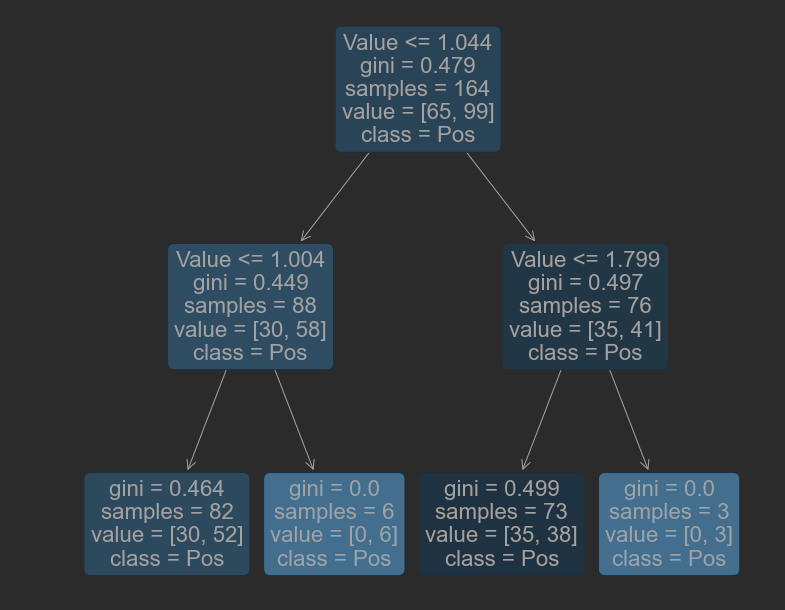 Value <= 1.044
gini = 0.479
samples = 164
value = [65, 99]
class = Pos
Value <= 1.004
gini = 0.449
samples = 88
value = [30, 58]
class = Pos
Value <= 1.799
gini = 0.497
samples = 76
value = [35, 41]
class = Pos
gini = 0.464
samples = 82
value = [30, 52]
class = Pos
gini = 0.0
samples = 6
value = [0, 6]
class = Pos
gini = 0.499
samples = 73
value = [35, 38]
class = Pos
gini = 0.0
samples = 3
value = [0, 3]
class = Pos